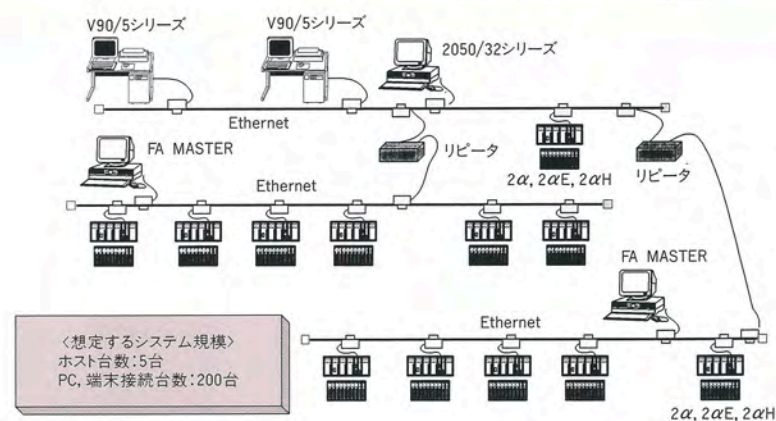 V90/5シリーズ
V90/5シリーズ
2050/32シリーズ
Ethernet
FA MASTER
リピータ
2α, 2αE, 2αH
リピータ
Ethernet
FA MASTER
Ethernet
〈想定するシステム規模〉
ホスト台数:5台
PC, 端末接続台数:200台
2α, 2αE, 2αH